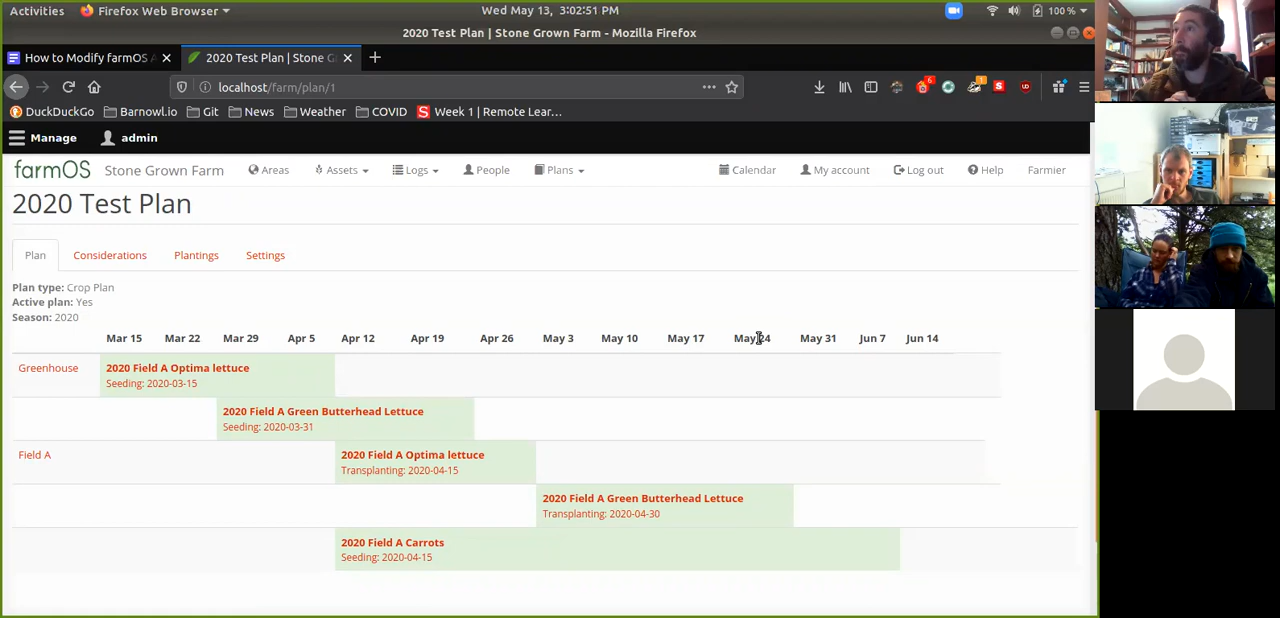 Activities Firefox Web Browser Wed May 13, 3:02:51 PM 100 %
2020 Test Plan | Stone Grown Farm - Mozilla Firefox
How to Modify farmOS A 2020 Test Plan | Stone G
localhost/farm/plan/1
DuckDuckGo Barnowl.io Git News Weather COVID Week 1 | Remote Lear…
Manage admin
farmOS Stone Grown Farm Areas Assets Logs People Plans Calendar My account Log out Help Farmier
2020 Test Plan
Plan Considerations Plantings Settings
Plan type: Crop Plan
Active plan: Yes
Season: 2020
Mar 15 Mar 22 Mar 29 Apr 5 Apr 12 Apr 19 Apr 26 May 3 May 10 May 17 May 24 May 31 Jun 7 Jun 14
Greenhouse 2020 Field A Optima lettuce
Seeding: 2020-03-15
2020 Field A Green Butterhead Lettuce
Seeding: 2020-03-31
Field A 2020 Field A Optima lettuce
Transplanting: 2020-04-15
2020 Field A Green Butterhead Lettuce
Transplanting: 2020-04-30
2020 Field A Carrots
Seeding: 2020-04-15